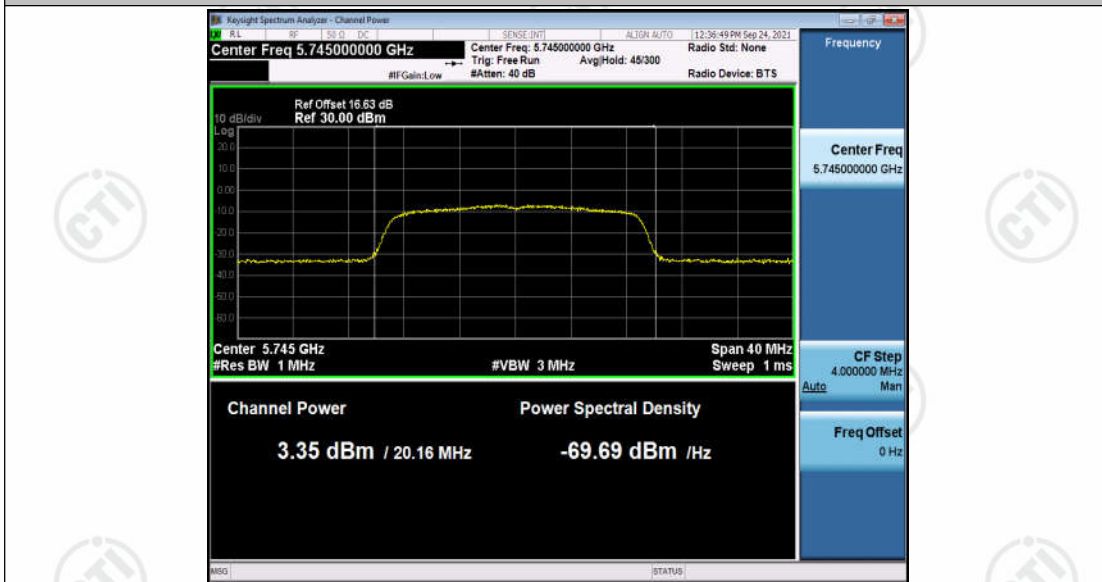 Keysight Spectrum Analyzer - Channel Power
RL RF 50 Ω DC SENSE:INT ALIGN AUTO 12:36:49 PM Sep 24, 2021
Center Freq 5.745000000 GHz
Center Freq: 5.745000000 GHz
Radio Std: None
Trig: Free Run Avg|Hold: 45/300
#IFGain:Low
#Atten: 40 dB
Radio Device: BTS
Frequency
Ref Offset 16.63 dB
10 dB/div Ref 30.00 dBm
Log
20.0
10.0
0.00
-10.0
-20.0
-30.0
-40.0
-50.0
-60.0
Center 5.745 GHz Span 40 MHz
#Res BW 1 MHz #VBW 3 MHz Sweep 1 ms
Center Freq
5.745000000 GHz
CF Step
4.000000 MHz
Auto Man
Freq Offset
0 Hz
Channel Power Power Spectral Density
3.35 dBm / 20.16 MHz -69.69 dBm /Hz
MSG STATUS
CTI
CTI
CTI
CTI